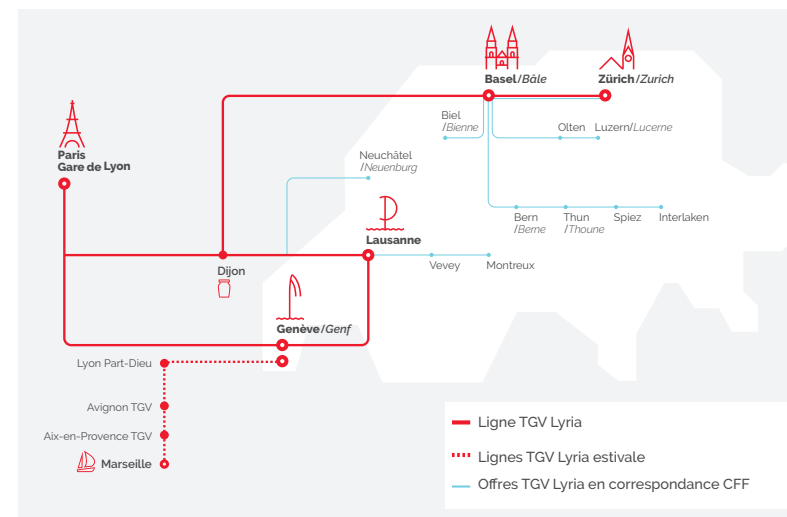 Basel/Bâle
Zürich/Zurich
Biel
/Bienne
Olten
Luzern/Lucerne
Paris
Gare de Lyon
Neuchâtel
/Neuenburg
Bern
/Berne
Thun
/Thoune
Spiez
Interlaken
Lausanne
Dijon
Vevey
Montreux
Genève/Genf
Lyon Part-Dieu
Avignon TGV
Aix-en-Provence TGV
Marseille
Ligne TGV Lyria
Lignes TGV Lyria estivale
Offres TGV Lyria en correspondance CFF